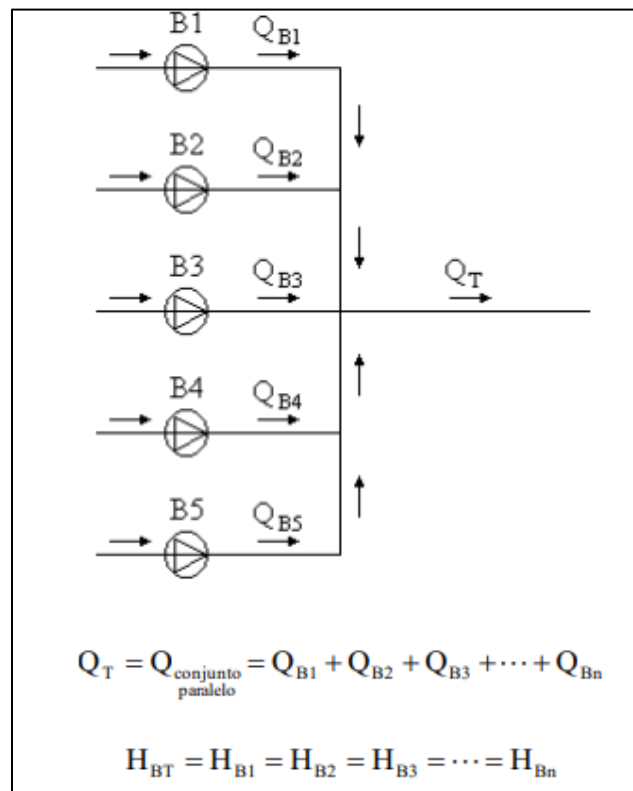 B1 Q_B1
B2 Q_B2
B3 Q_B3 Q_T
B4 Q_B4
B5 Q_B5
Q_T = Q_conjunto paralelo = Q_B1 + Q_B2 + Q_B3 + ⋯ + Q_Bn
H_BT = H_B1 = H_B2 = H_B3 = ⋯ = H_Bn